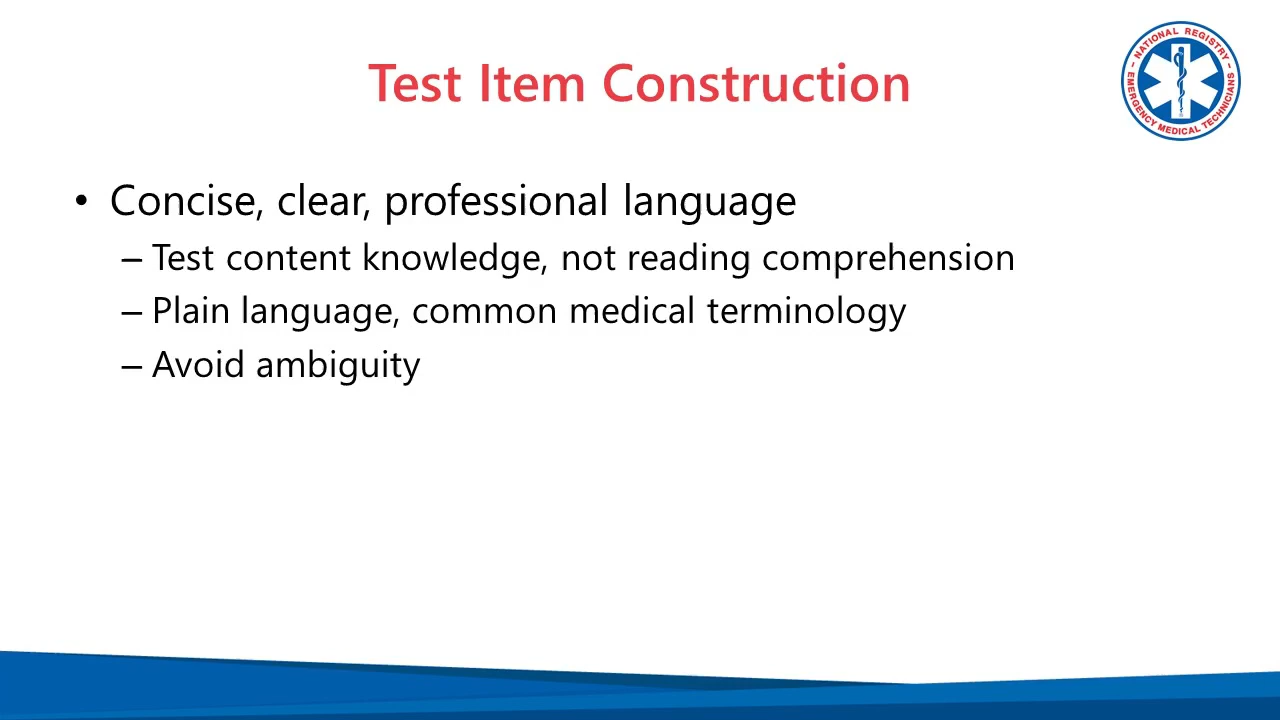 Test Item Construction
NATIONAL REGISTRY
EMERGENCY MEDICAL TECHNICIANS
• Concise, clear, professional language
– Test content knowledge, not reading comprehension
– Plain language, common medical terminology
– Avoid ambiguity